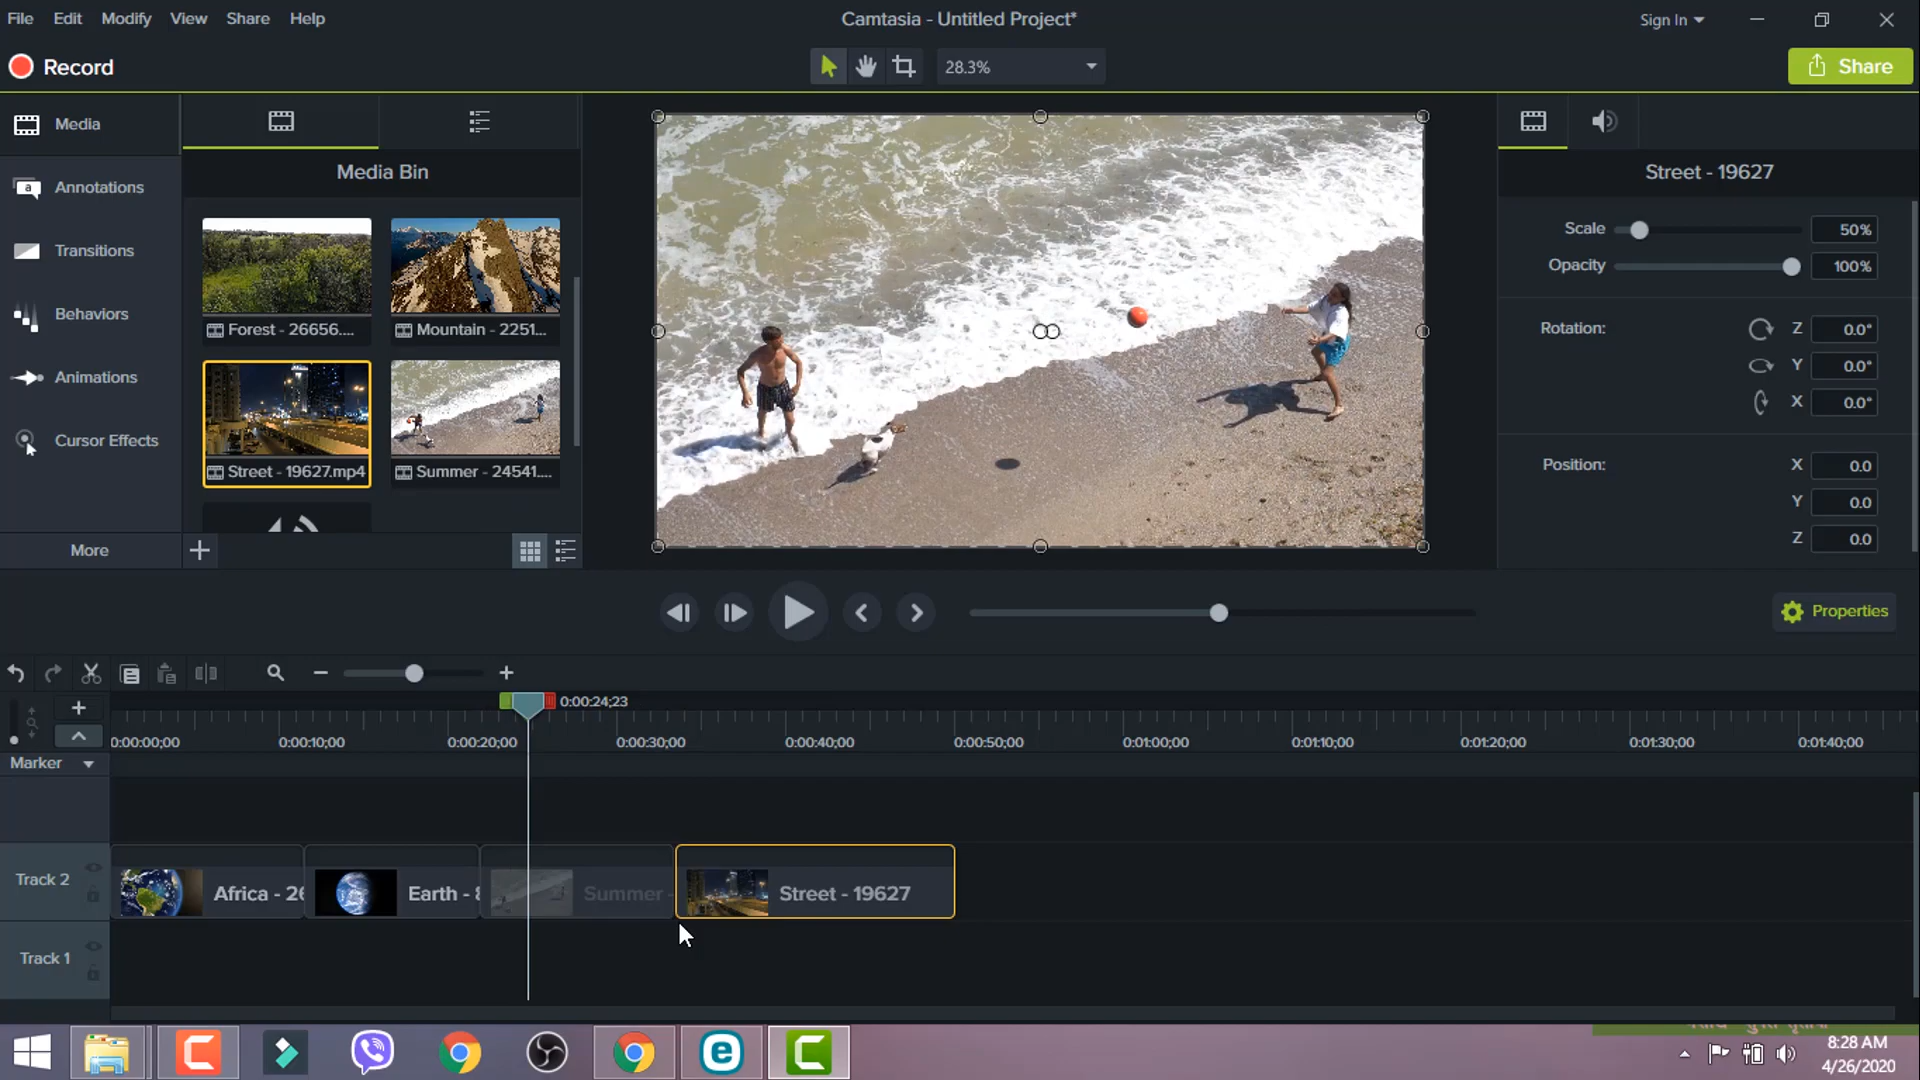 File Edit Modify View Share Help
Camtasia - Untitled Project*
Sign In
Record
28.3%
Share
Media
Annotations
Transitions
Behaviors
Animations
Cursor Effects
More
Media Bin
Forest - 26656....
Mountain - 2251...
Street - 19627.mp4
Summer - 24541....
Street - 19627
Scale 50%
Opacity 100%
Rotation: Z 0.0°
Y 0.0°
X 0.0°
Position: X 0.0
Y 0.0
Z 0.0
Properties
0:00:24;23
0:00:00;00 0:00:10;00 0:00:20;00 0:00:30;00 0:00:40;00 0:00:50;00 0:01:00;00 0:01:10;00 0:01:20;00 0:01:30;00 0:01:40;00
Marker
Track 2
Africa - 26
Earth - 8
Summer -
Street - 19627
Track 1
8:28 AM
4/26/2020